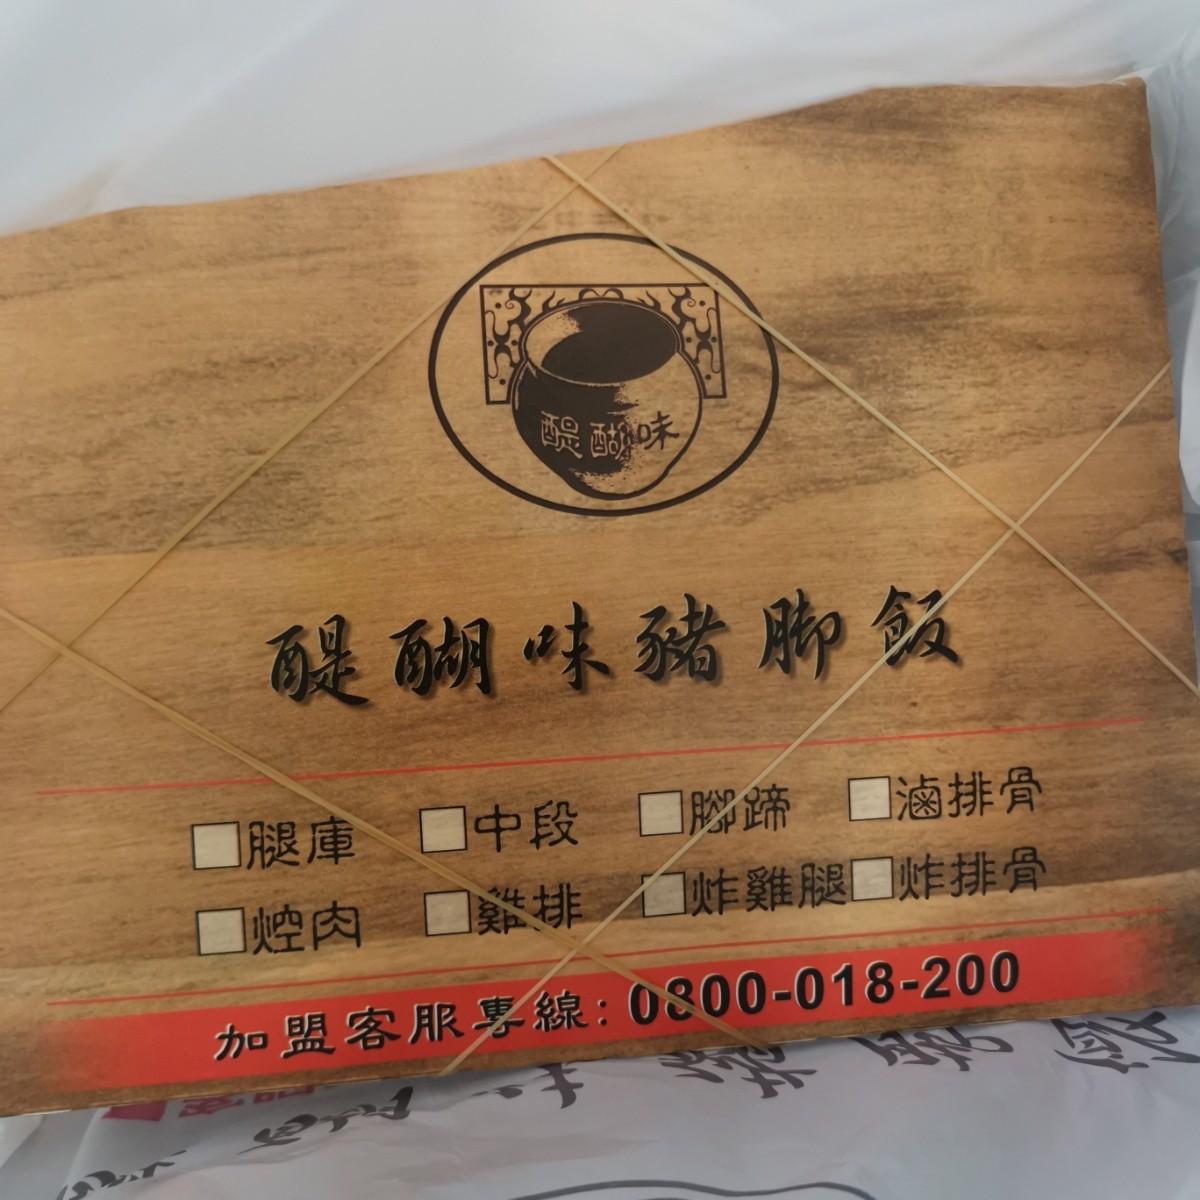 醍醐味
醍醐味豬脚飯
腿庫 中段 腳蹄 滷排骨
焢肉 雞排 炸雞腿 炸排骨
加盟客服專線：0800-018-200